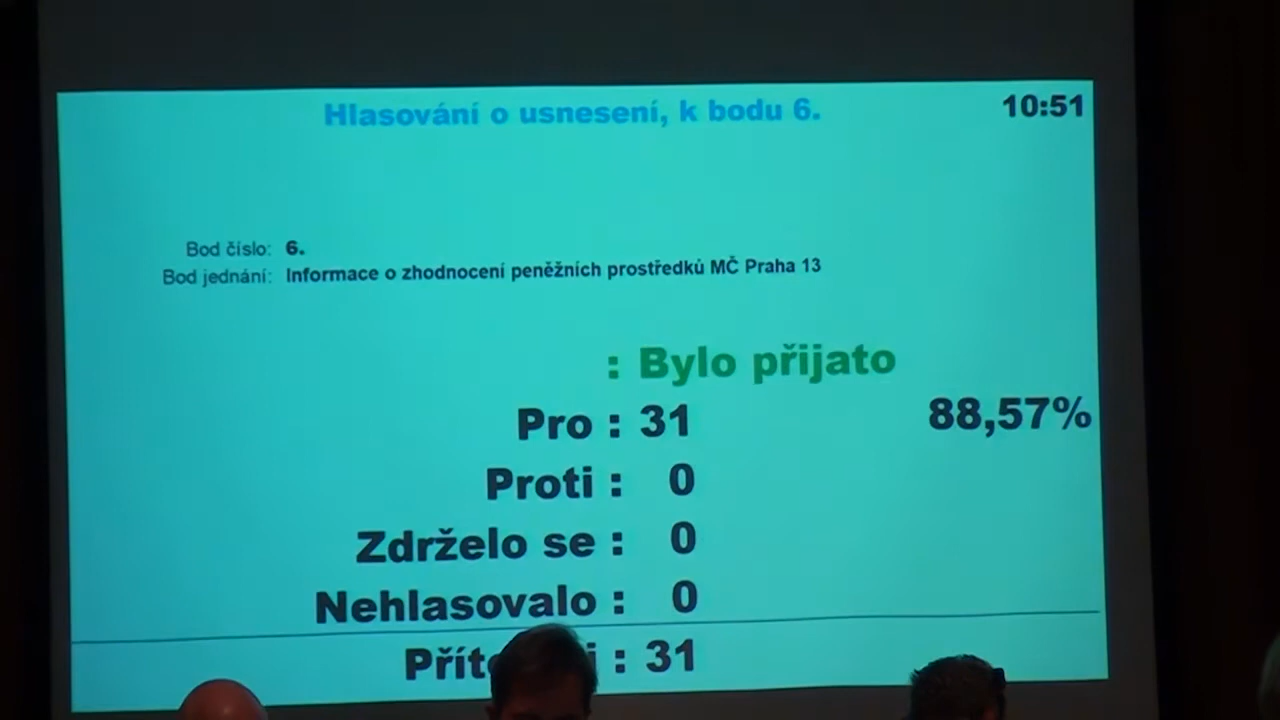 Hlasování o usnesení, k bodu 6. 10:51
Bod číslo: 6.
Bod jednání: Informace o zhodnocení peněžních prostředků MČ Praha 13
: Bylo přijato
Pro : 31 88,57%
Proti : 0
Zdrželo se : 0
Nehlasovalo : 0
: 31